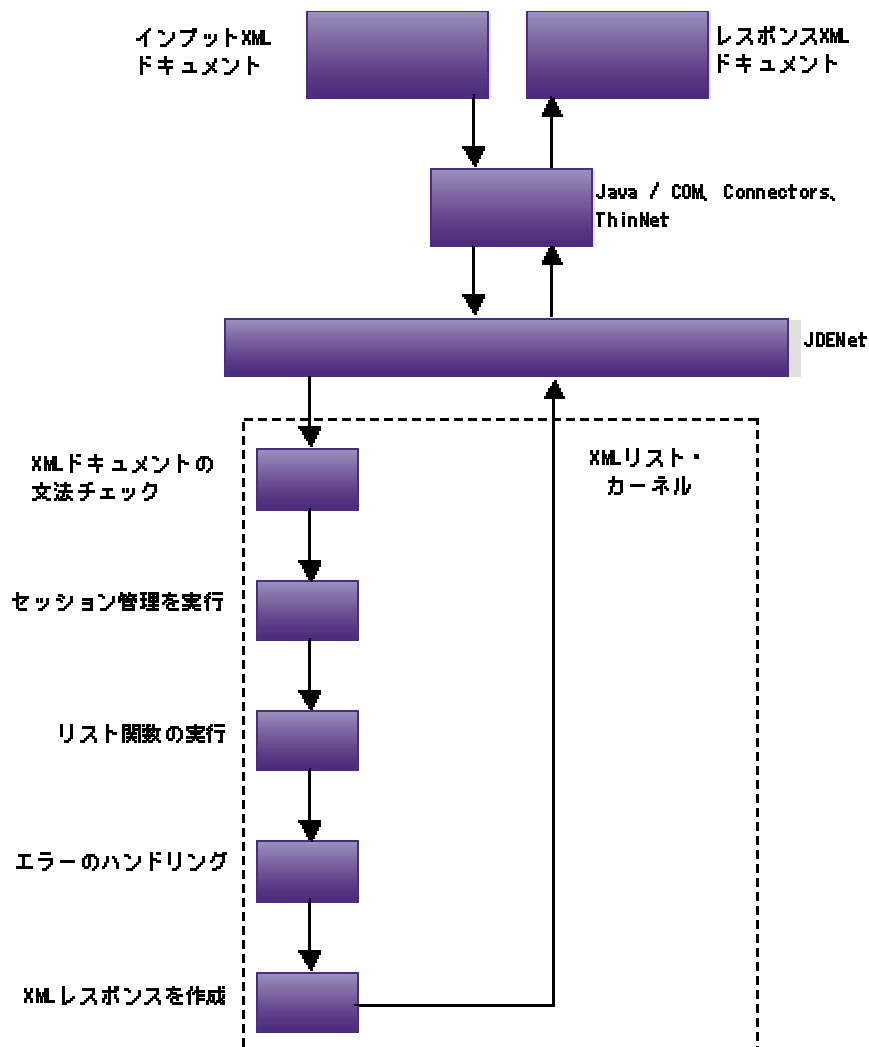 インプットXML
ドキュメント
レスポンスXML
ドキュメント
Java / COM、Connectors、
ThinNet
JDENet
XMLドキュメントの
文法チェック
XMLリスト・
カーネル
セッション管理を実行
リスト関数の実行
エラーのハンドリング
XMLレスポンスを作成